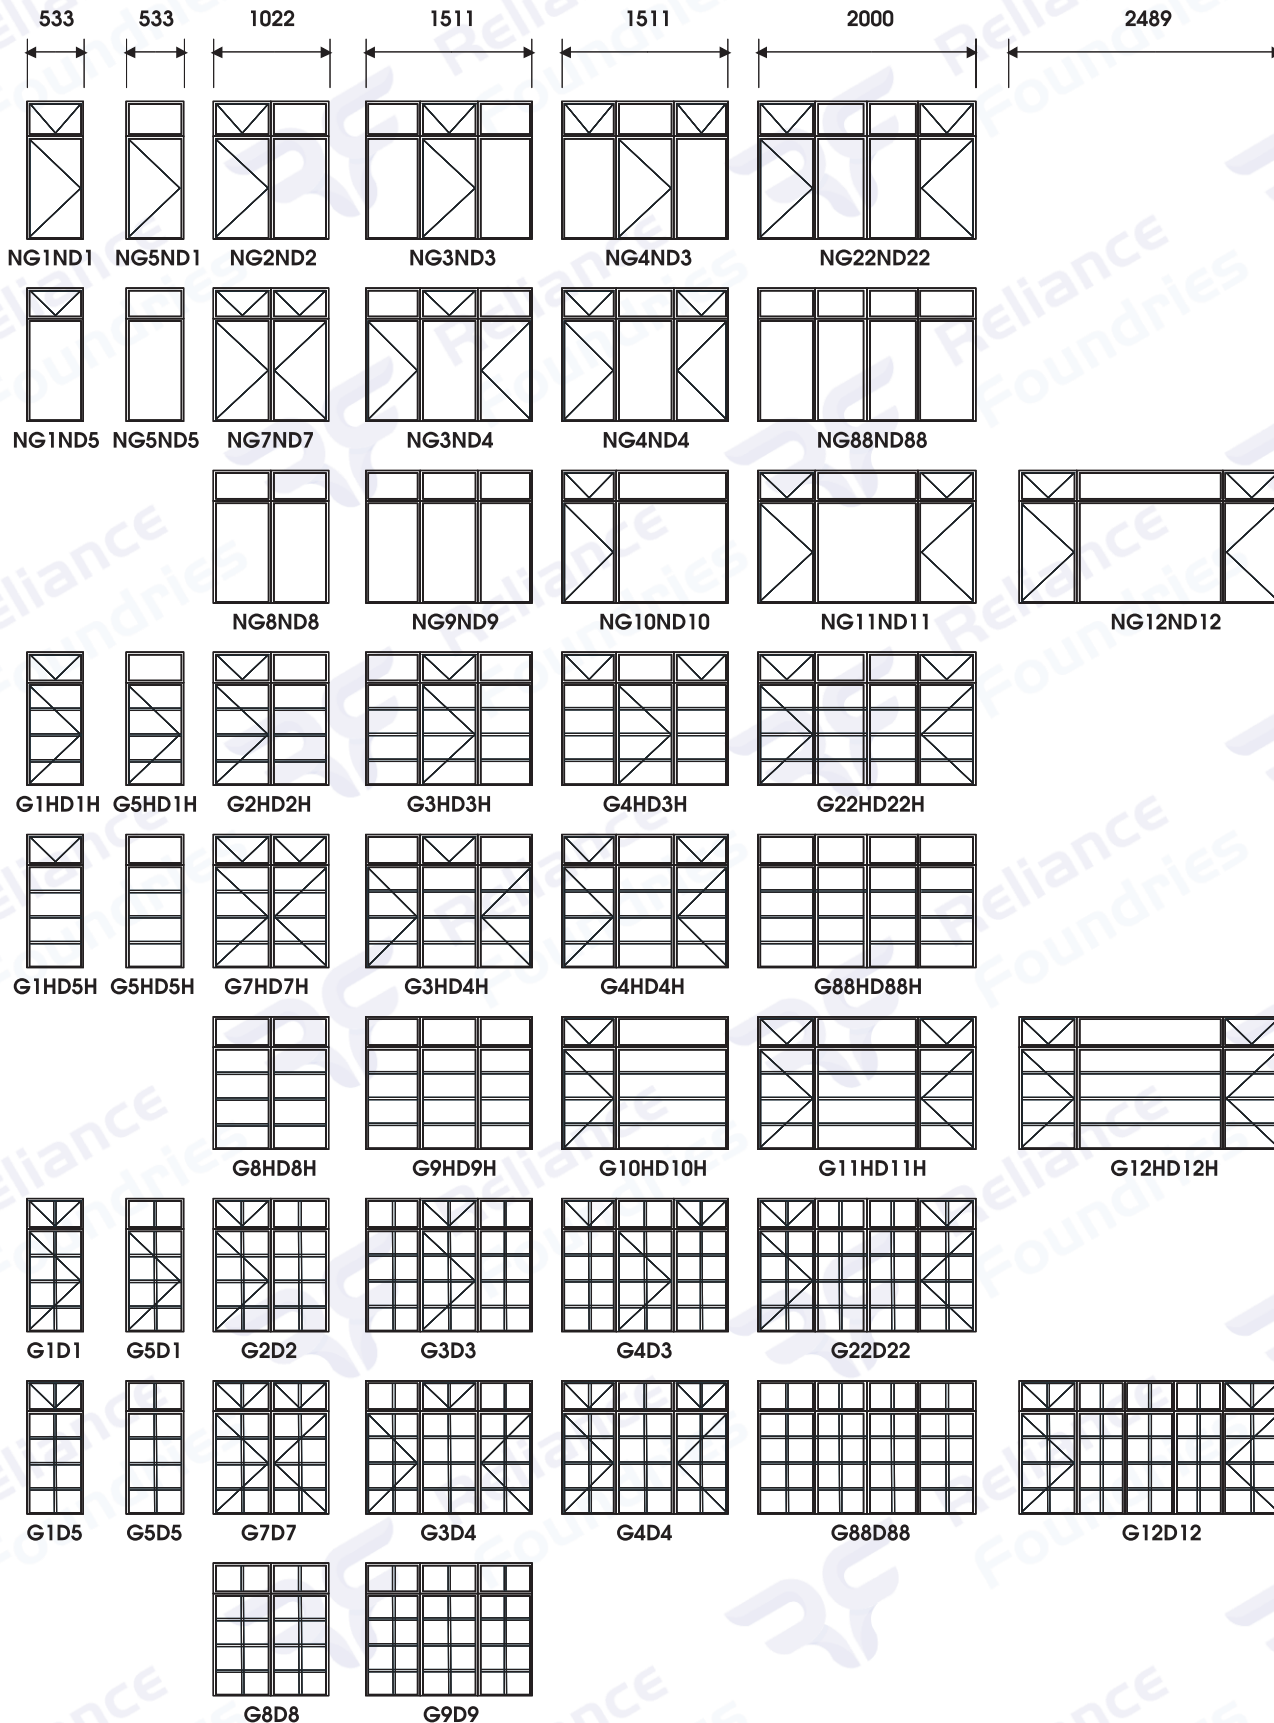 533 533 1022 1511 1511 2000 2489
NG1ND1 NG5ND1 NG2ND2 NG3ND3 NG4ND3 NG22ND22
NG1ND5 NG5ND5 NG7ND7 NG3ND4 NG4ND4 NG88ND88
NG8ND8 NG9ND9 NG10ND10 NG11ND11 NG12ND12
G1HD1H G5HD1H G2HD2H G3HD3H G4HD3H G22HD22H
G1HD5H G5HD5H G7HD7H G3HD4H G4HD4H G88HD88H
G8HD8H G9HD9H G10HD10H G11HD11H G12HD12H
G1D1 G5D1 G2D2 G3D3 G4D3 G22D22
G1D5 G5D5 G7D7 G3D4 G4D4 G88D88 G12D12
G8D8 G9D9
Reliance
Foundries